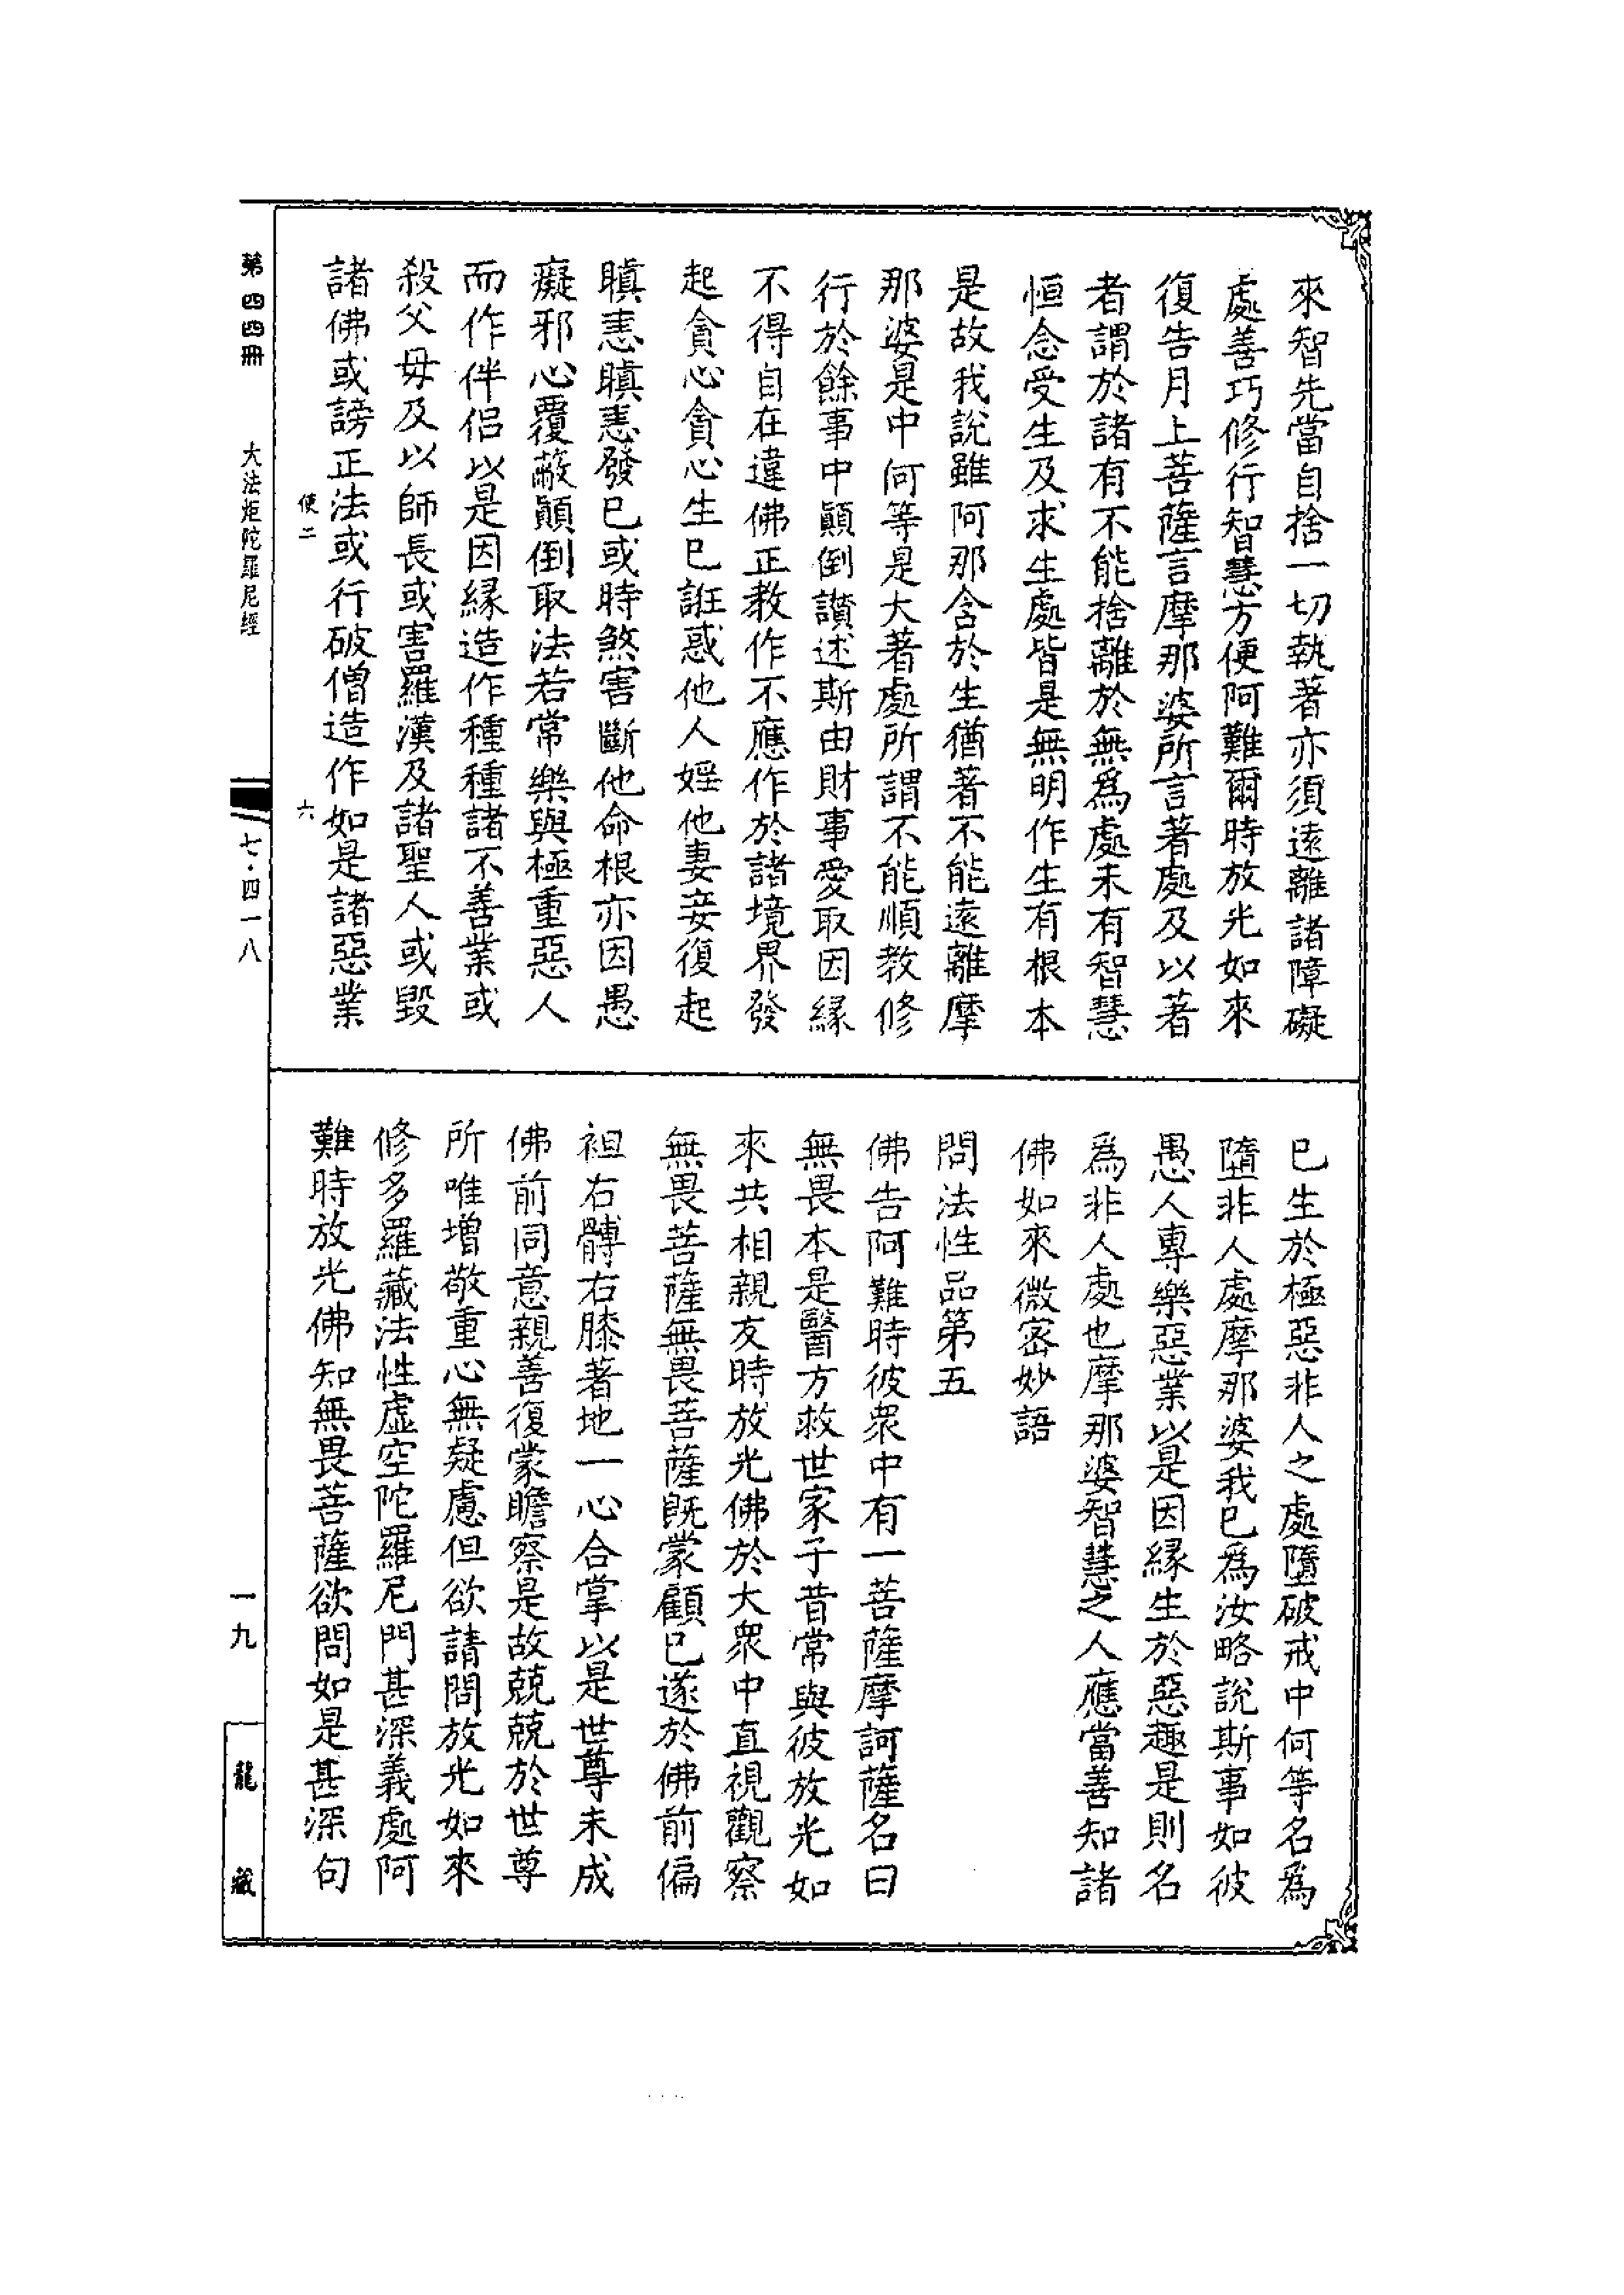 來智先當自捨一切執著亦須遠離諸障礙
處善巧修行智慧方便阿難爾時放光如來
復告月上菩薩言摩那婆所言著處及以著
者謂於諸有不能捨離於無爲處未有智慧
恒念受生及求生處皆是無明作生有根本
是故我說雖阿那含於生猶著不能遠離摩
那婆是中何等是大著處所謂不能順教修
行於餘事中顛倒讃述斯由財事愛取因縁
不得自在違佛正教作不應作於諸境界發
起貪心貪心生已誑惑他人婬他妻妾復起
瞋恚瞋恚發已或時煞害斷他命根亦因愚
癡邪心覆蔽顛倒取法若常樂與極重惡人
而作伴侣以是因縁造作種種諸不善業或
殺父母及以師長或害羅漢及諸聖人或毀
諸佛或謗正法或行破僧造作如是諸惡業
使二
六
已生於極惡非人之處墮破戒中何等名爲
墮非人處摩那婆我已爲汝略說斯事如彼
愚人專樂惡業以是因縁生於惡趣是則名
爲非人處也摩那婆智慧之人應當善知諸
佛如來微密妙語
問法性品第五
佛告阿難時彼衆中有一菩薩摩訶薩名曰
無畏本是醫方救世家子昔常與彼放光如
來共相親友時放光佛於大衆中直視觀察
無畏菩薩無畏菩薩旣蒙顧已遂於佛前偏
袒右髆右膝著地一心合掌以是世尊未成
佛前同意親善復蒙瞻察是故兢兢於世尊
所唯增敬重心無疑慮但欲請問放光如來
修多羅藏法性虛空陀羅尼門甚深義處阿
難時放光佛知無畏菩薩欲問如是甚深句
第四四冊
大法炬陀羅尼經
七·四一八
一九
龍藏